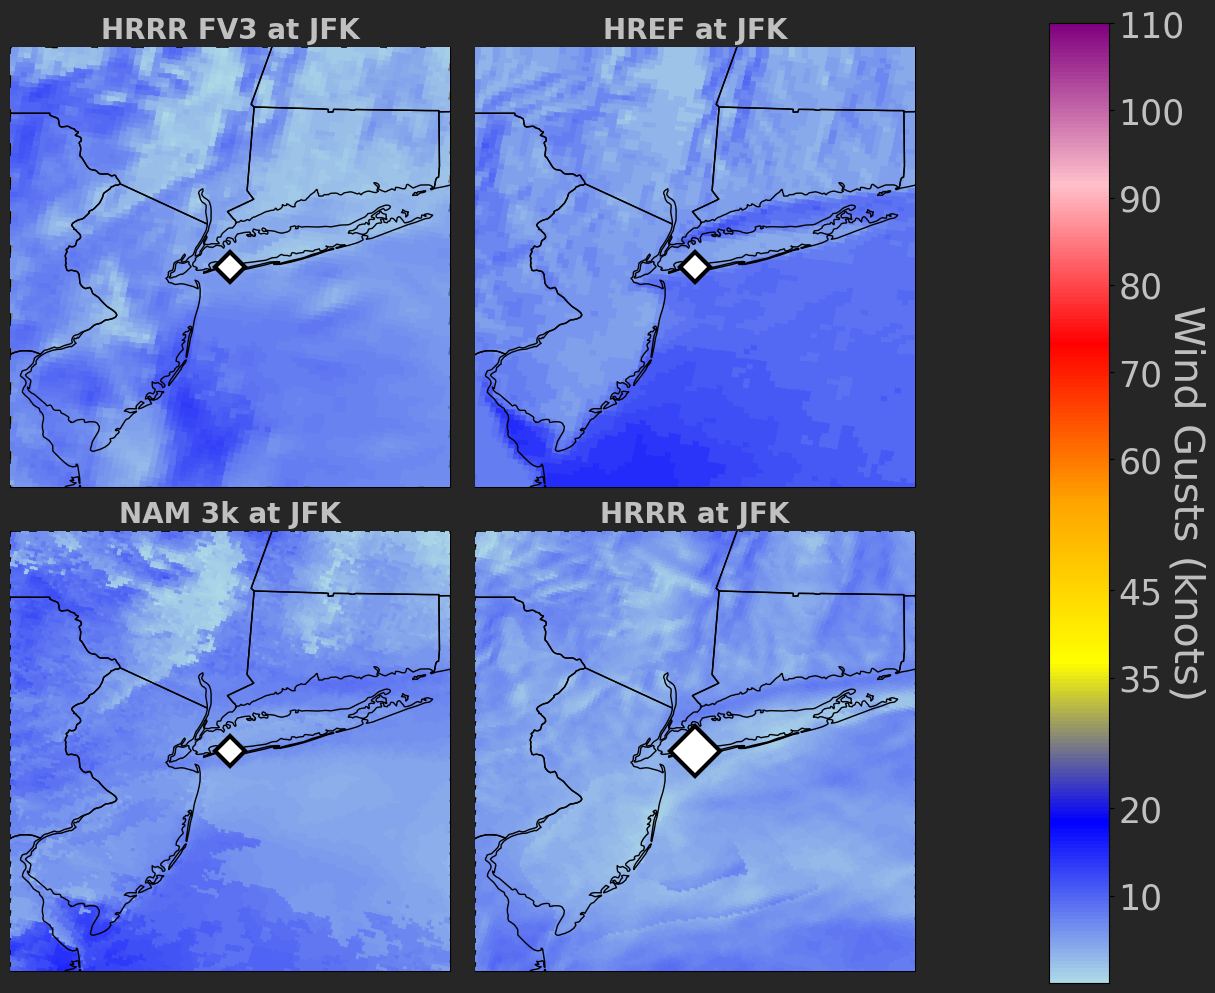 HRRR FV3 at JFK
HREF at JFK
NAM 3k at JFK
HRRR at JFK
110
100
90
80
70
60
45
35
20
10
Wind Gusts (knots)